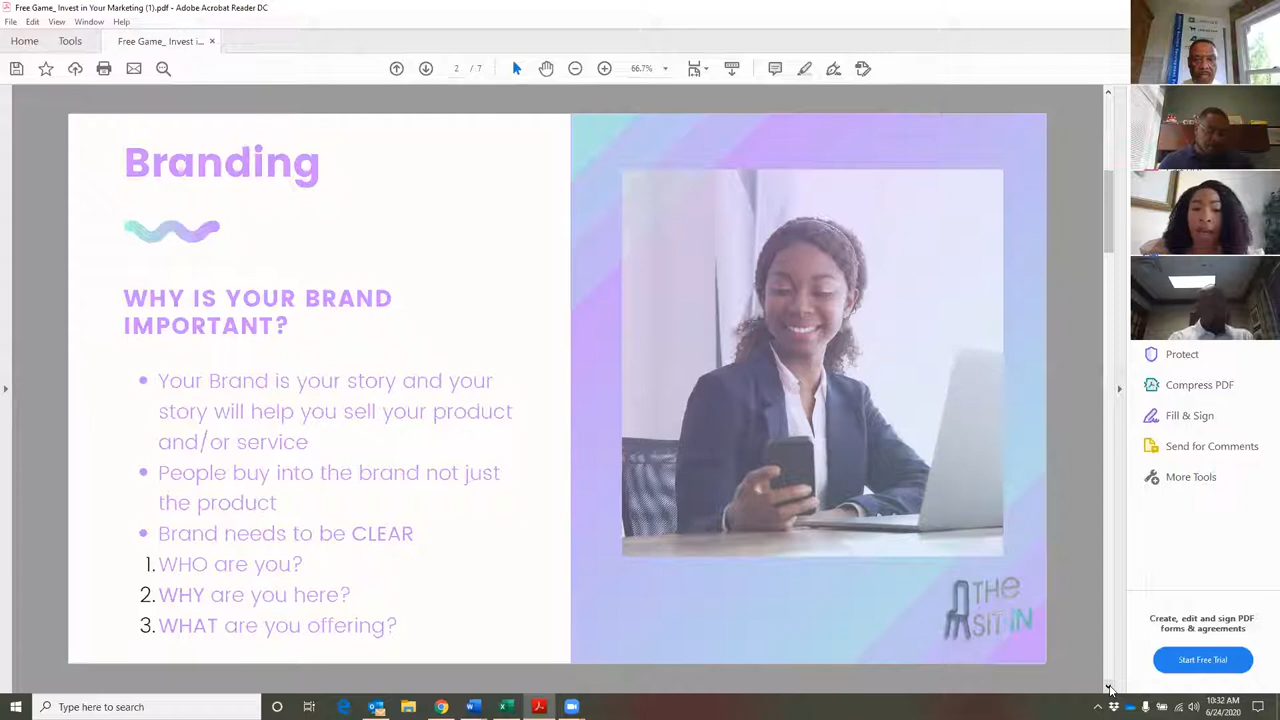 Free Game_ Invest in Your Marketing (1).pdf - Adobe Acrobat Reader DC
File Edit View Window Help
Home Tools Free Game_ Invest i... ×
2 / 7 66.7%
Branding
WHY IS YOUR BRAND
IMPORTANT?
• Your Brand is your story and your
story will help you sell your product
and/or service
• People buy into the brand not just
the product
• Brand needs to be CLEAR
1. WHO are you?
2. WHY are you here?
3. WHAT are you offering?
THE
SIT IN
Protect
Compress PDF
Fill & Sign
Send for Comments
More Tools
Create, edit and sign PDF
forms & agreements
Start Free Trial
Type here to search
10:32 AM
6/24/2020